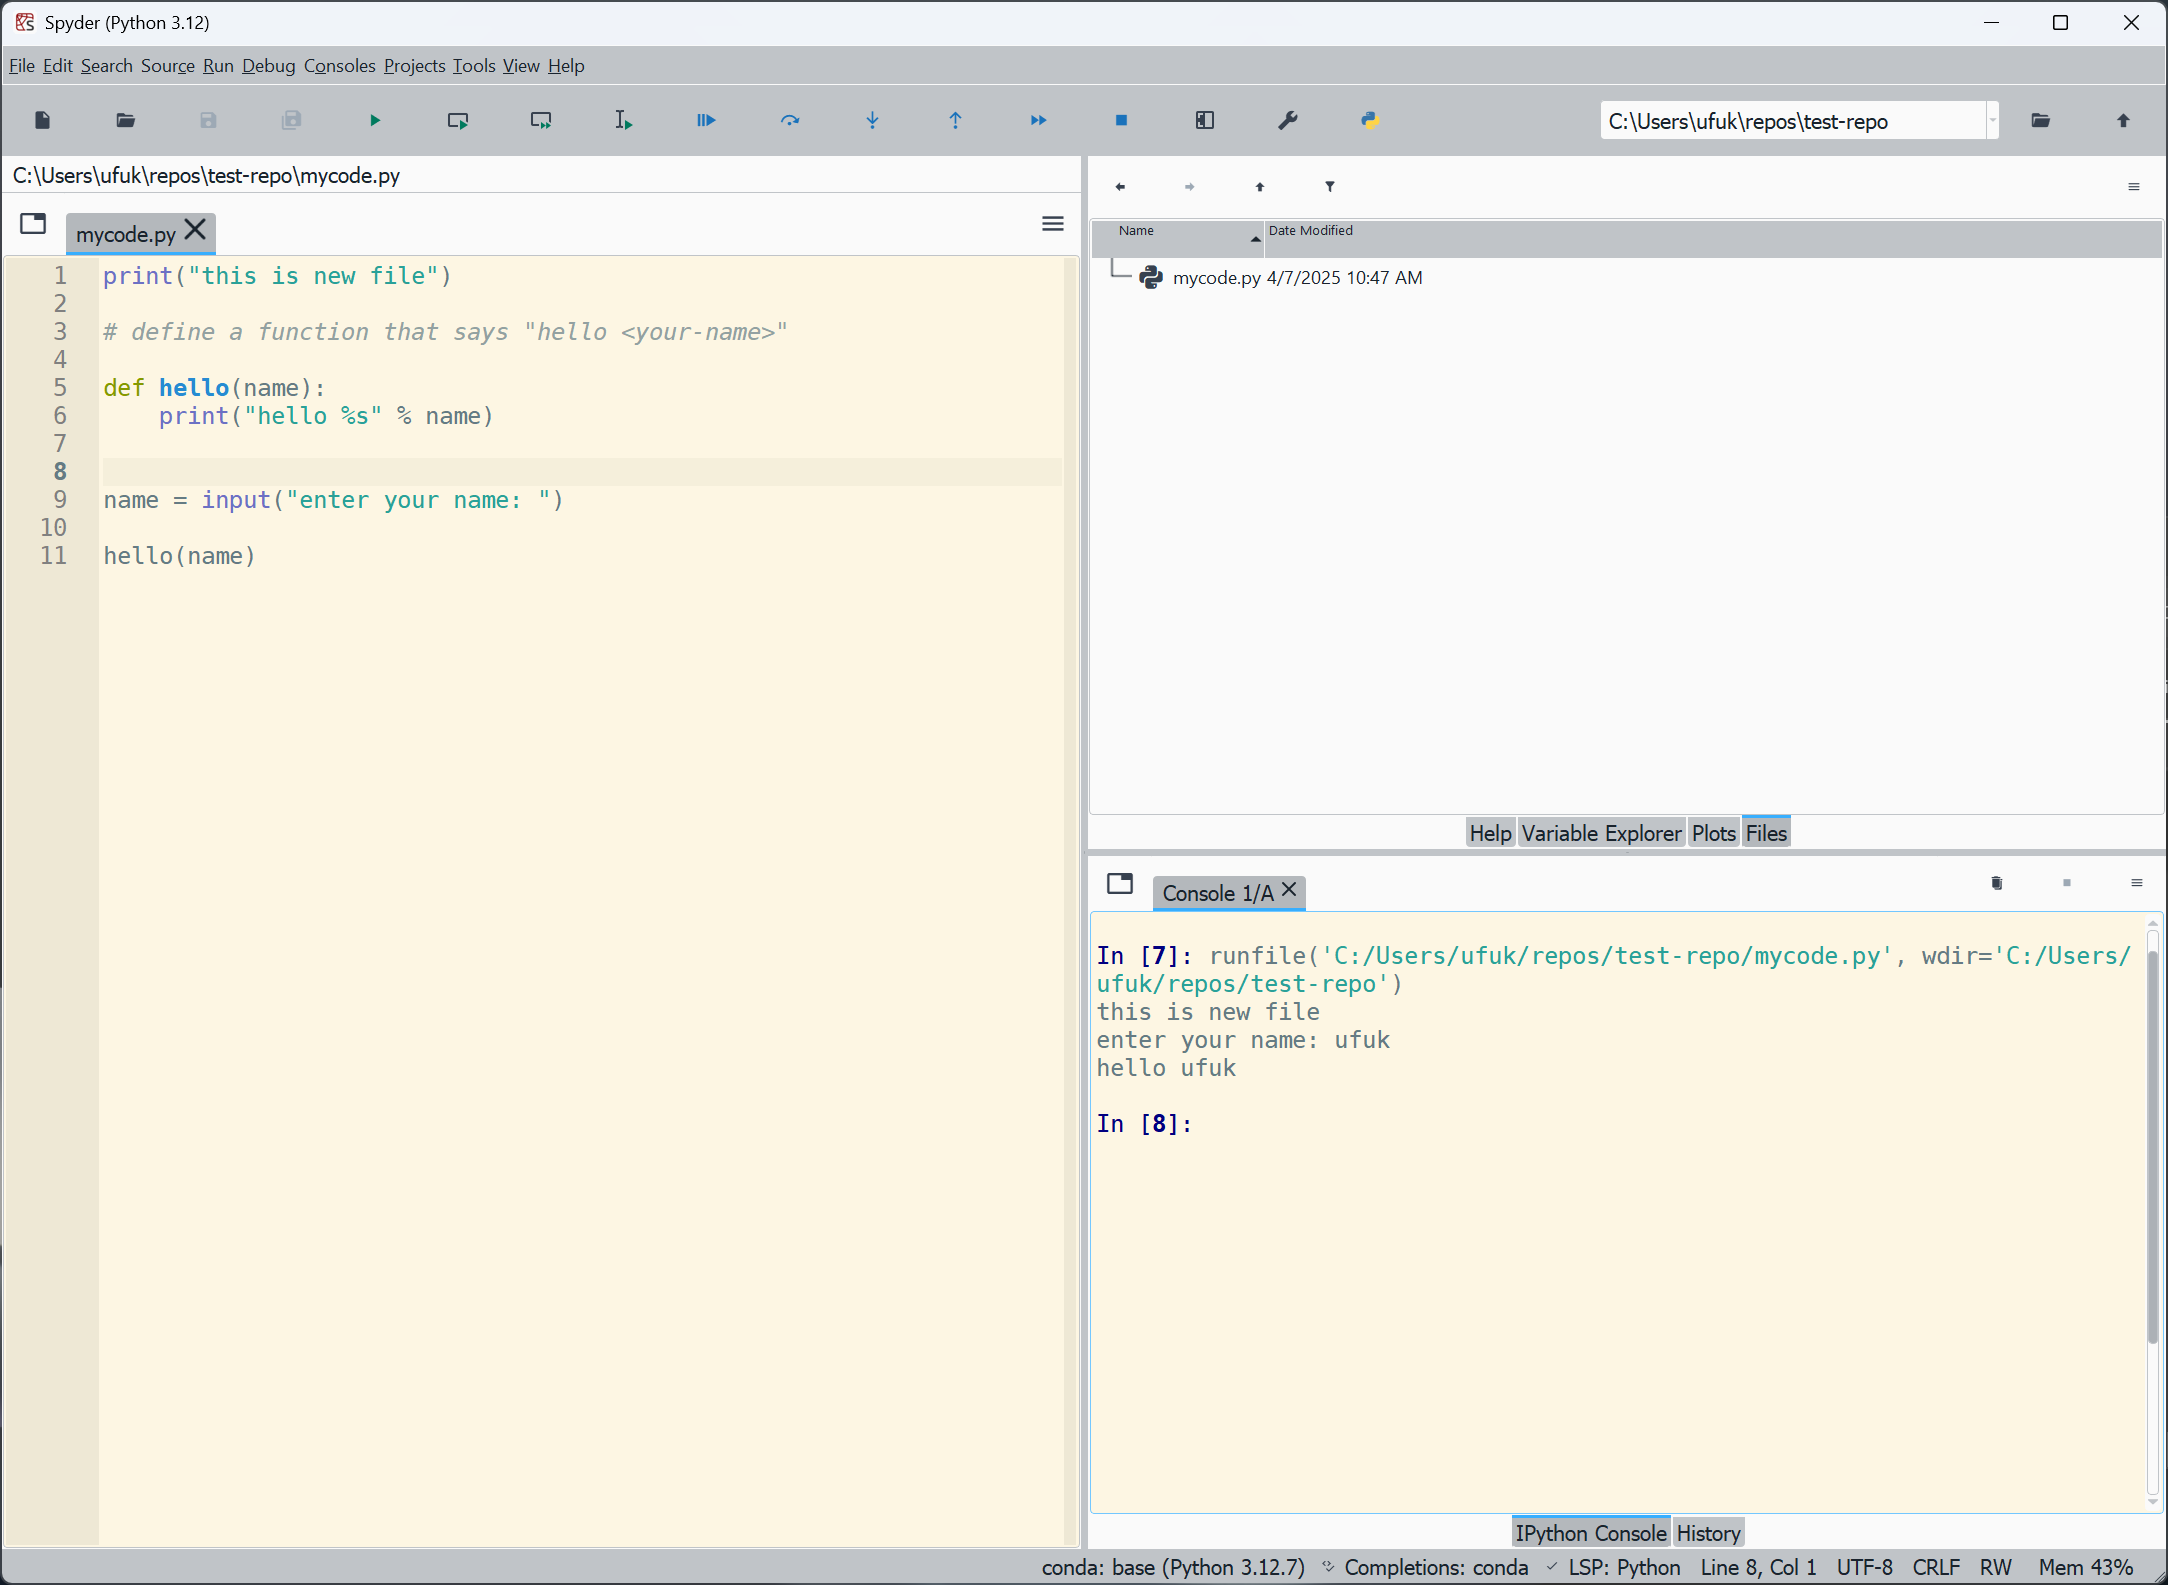 Spyder (Python 3.12)
File Edit Search Source Run Debug Consoles Projects Tools View Help
C:\Users\ufuk\repos\test-repo
C:\Users\ufuk\repos\test-repo\mycode.py
mycode.py
1 print("this is new file")
2
3 # define a function that says "hello <your-name>"
4
5 def hello(name):
6 print("hello %s" % name)
7
8
9 name = input("enter your name: ")
10
11 hello(name)
Name Date Modified
mycode.py 4/7/2025 10:47 AM
Help Variable Explorer Plots Files
Console 1/A
In [7]: runfile('C:/Users/ufuk/repos/test-repo/mycode.py', wdir='C:/Users/
ufuk/repos/test-repo')
this is new file
enter your name: ufuk
hello ufuk
In [8]:
IPython Console History
conda: base (Python 3.12.7) Completions: conda LSP: Python Line 8, Col 1 UTF-8 CRLF RW Mem 43%